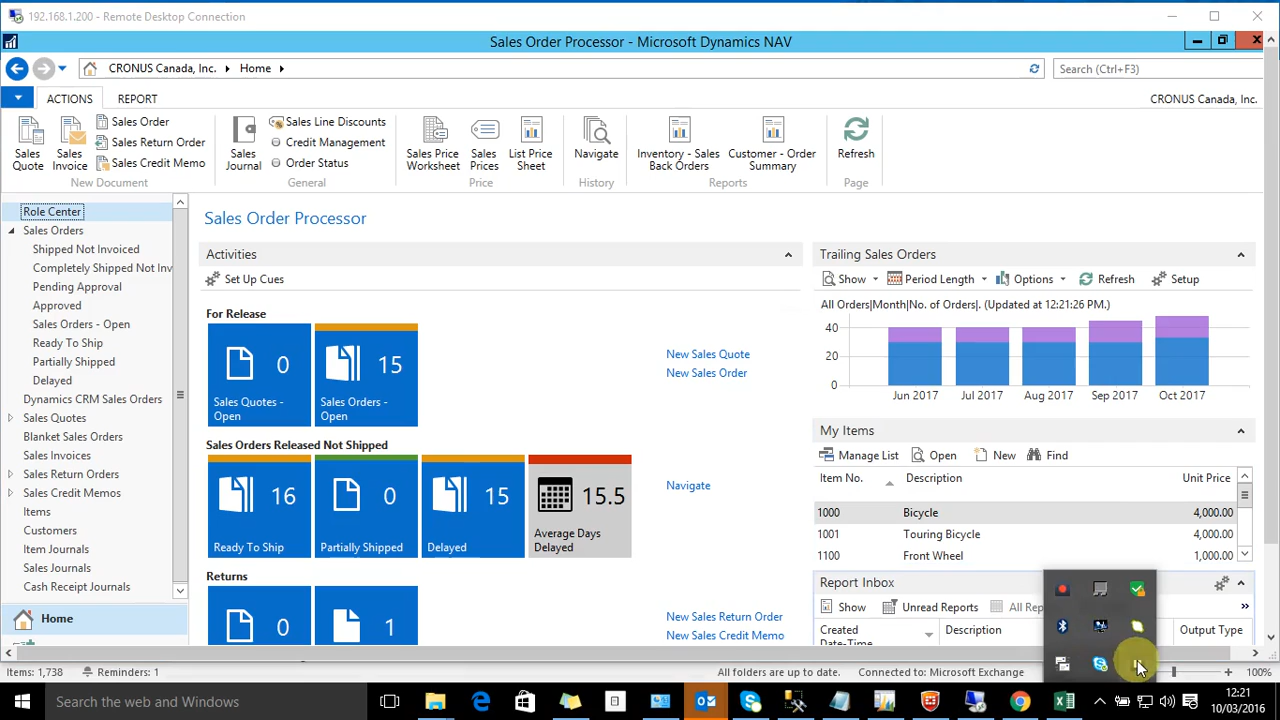 192.168.1.200 - Remote Desktop Connection
Sales Order Processor - Microsoft Dynamics NAV
CRONUS Canada, Inc. Home
Search (Ctrl+F3)
ACTIONS REPORT
CRONUS Canada, Inc.
Sales Quote
Sales Invoice
Sales Order
Sales Return Order
Sales Credit Memo
New Document
Sales Journal
Sales Line Discounts
Credit Management
Order Status
General
Sales Price Worksheet
Sales Prices
List Price Sheet
Price
Navigate
History
Inventory - Sales Back Orders
Customer - Order Summary
Reports
Refresh
Page
Role Center
Sales Orders
Shipped Not Invoiced
Completely Shipped Not Inv
Pending Approval
Approved
Sales Orders - Open
Ready To Ship
Partially Shipped
Delayed
Dynamics CRM Sales Orders
Sales Quotes
Blanket Sales Orders
Sales Invoices
Sales Return Orders
Sales Credit Memos
Items
Customers
Item Journals
Sales Journals
Cash Receipt Journals
Home
Sales Order Processor
Activities
Set Up Cues
For Release
0
Sales Quotes - Open
15
Sales Orders - Open
New Sales Quote
New Sales Order
Sales Orders Released Not Shipped
16
Ready To Ship
0
Partially Shipped
15
Delayed
15.5
Average Days Delayed
Navigate
Returns
0
1
New Sales Return Order
New Sales Credit Memo
Trailing Sales Orders
Show Period Length Options Refresh Setup
All Orders|Month|No. of Orders|. (Updated at 12:21:26 PM.)
40
20
0
Jun 2017 Jul 2017 Aug 2017 Sep 2017 Oct 2017
My Items
Manage List Open New Find
Item No. Description Unit Price
1000 Bicycle 4,000.00
1001 Touring Bicycle 4,000.00
1100 Front Wheel 1,000.00
Report Inbox
Show Unread Reports All Rep
Created Date-Time Description Output Type
Items: 1,738 Reminders: 1
All folders are up to date. Connected to: Microsoft Exchange
100%
Search the web and Windows
12:21
10/03/2016